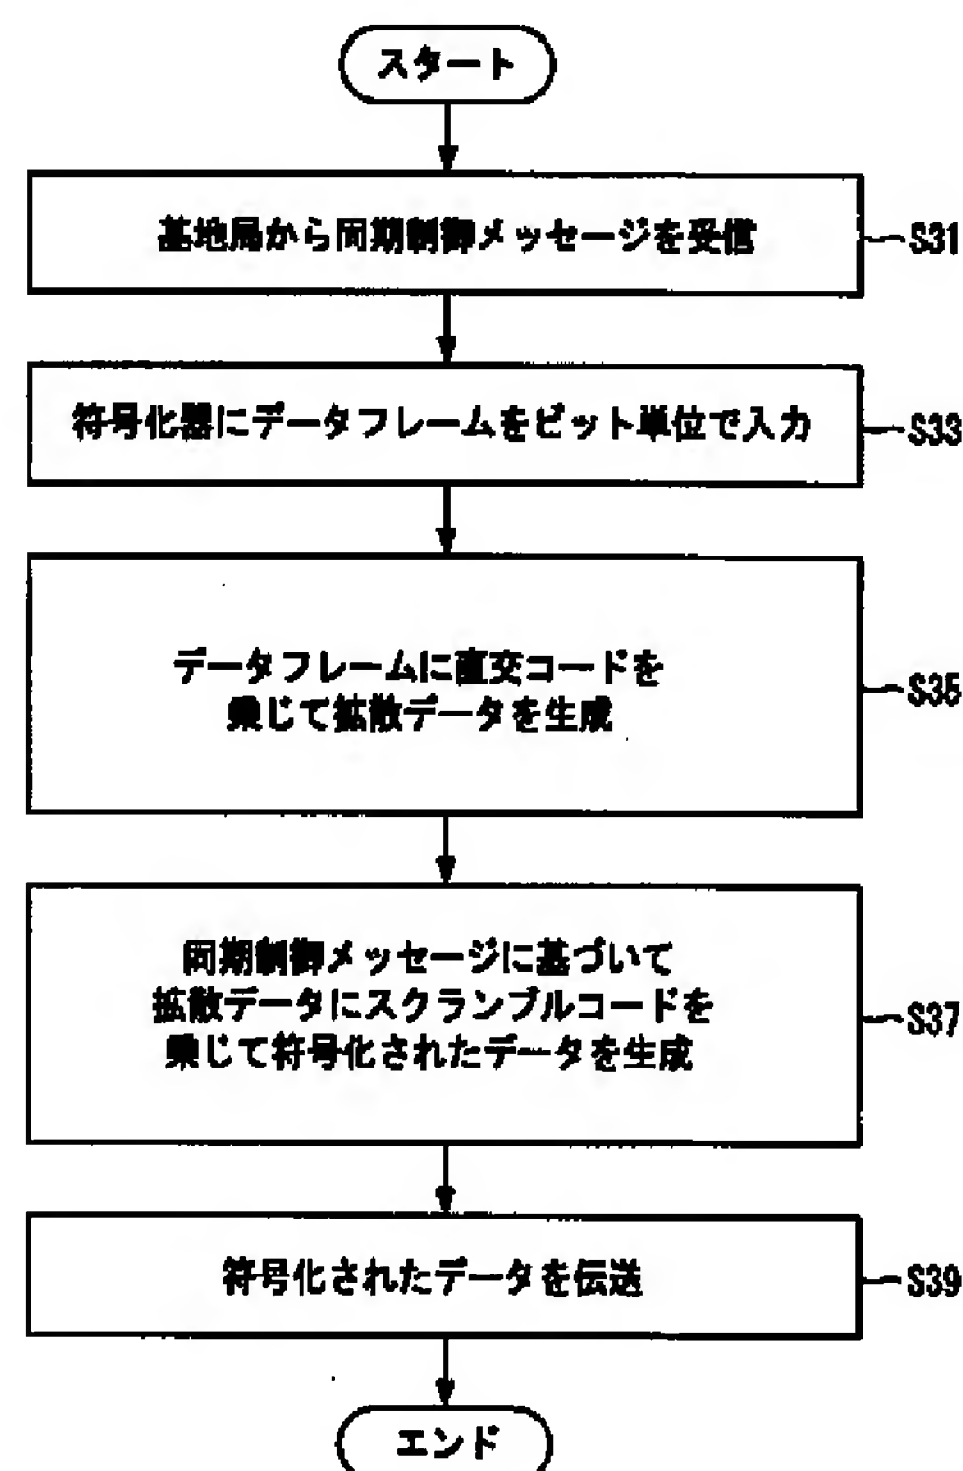 スタート
基地局から同期制御メッセージを受信
S31
符号化器にデータフレームをビット単位で入力
S33
データフレームに直交コードを
乗じて拡散データを生成
S35
同期制御メッセージに基づいて
拡散データにスクランブルコードを
乗じて符号化されたデータを生成
S37
符号化されたデータを伝送
S39
エンド